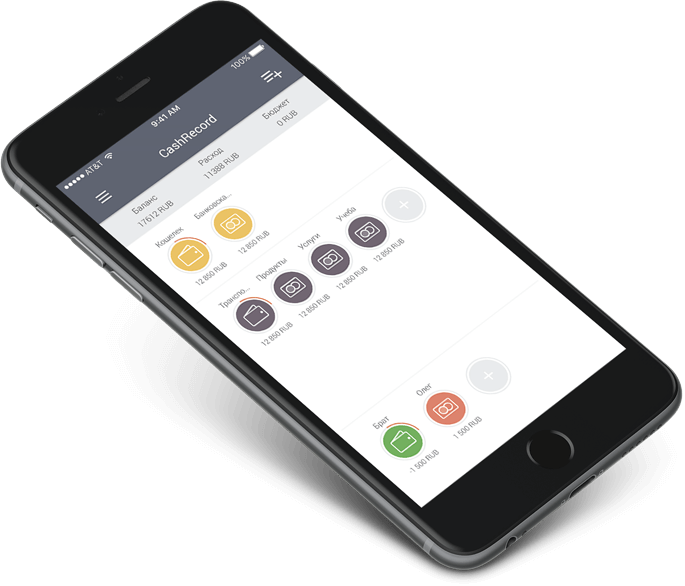 AT&T 9:41 AM 100%
CashRecord
Баланс Расход Бюджет
17612 RUB 11388 RUB 0 RUB
Кошелек Банковска...
12 850 RUB 12 850 RUB
Транспо... Продукты Услуги Учеба
12 850 RUB 12 850 RUB 12 850 RUB 12 850 RUB
Брат Олег
-1 500 RUB 1 500 RUB